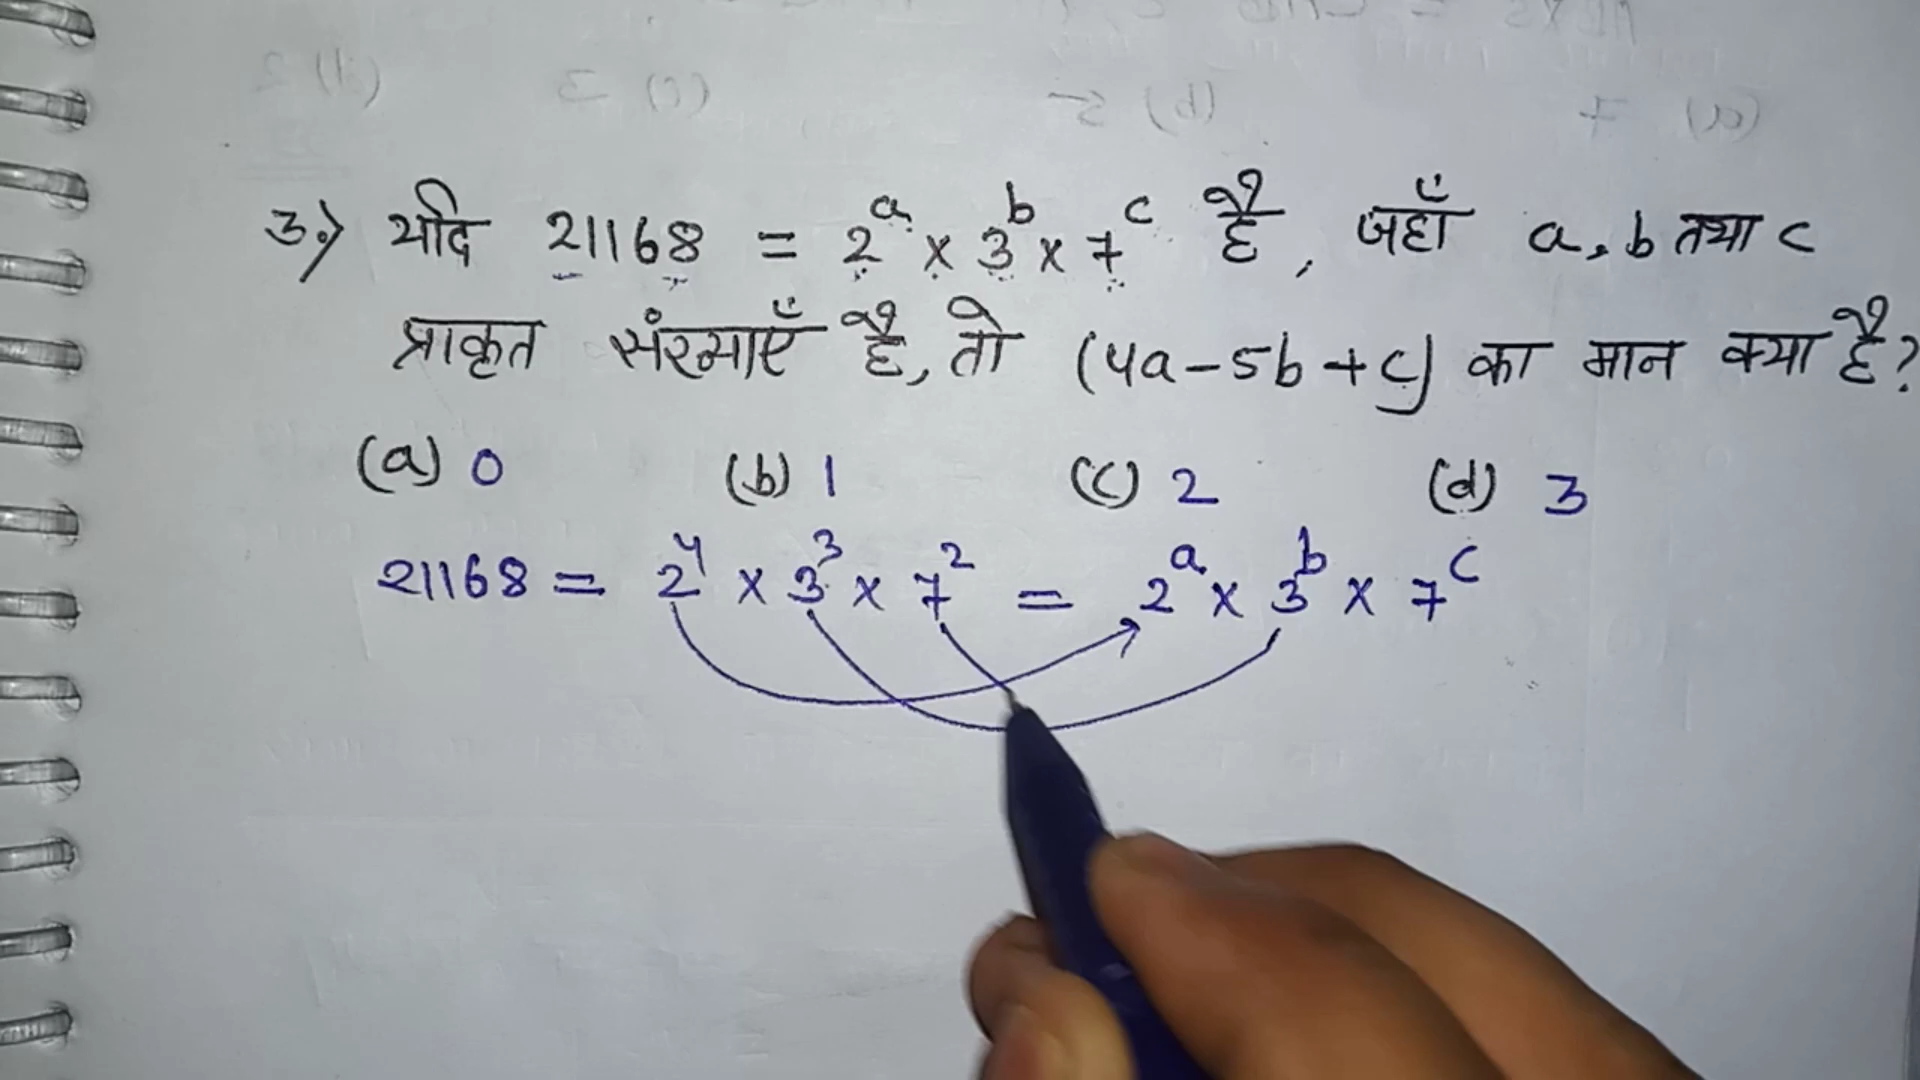 3.) यदि 21168 = 2^a × 3^b × 7^c है, जहाँ a, b तथा c
प्राकृत संख्याएँ है, तो (4a-5b+c) का मान क्या है?
(a) 0 (b) 1 (c) 2 (d) 3
21168 = 2^4 × 3^3 × 7^2 = 2^a × 3^b × 7^c